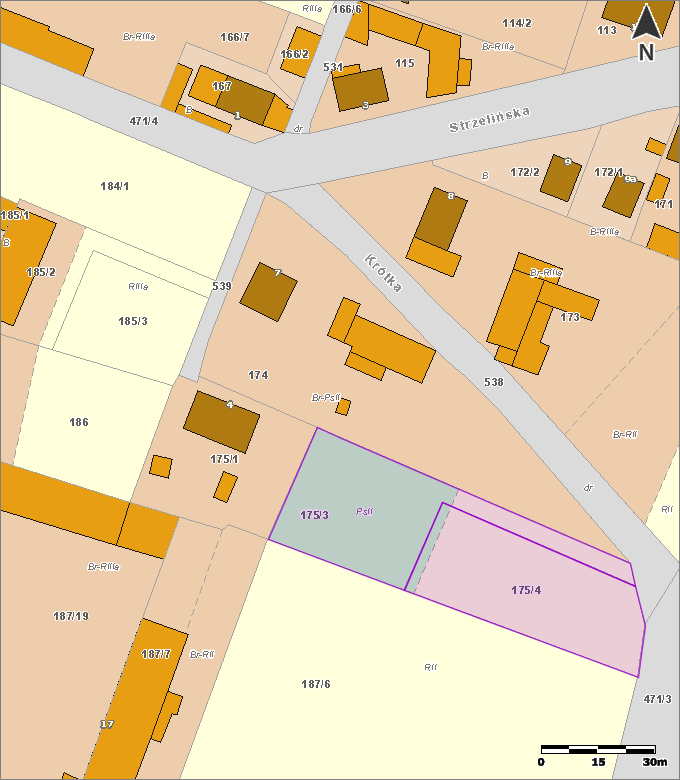 RIIIa
166/6
114/2
113
N
Br-RIIIa
166/7
166/2
Br-RIIIa
531
115
167
3
1
B
471/4
dr
Strzelińska
184/1
B
172/2
9
172/1
9a
171
8
185/1
B
B-RIIIa
185/2
RIIIa
539
7
Krótka
Br-RIIIa
185/3
173
174
538
Br-PsII
4
186
Br-RII
175/1
dr
175/3
PsII
RII
Br-RIIIa
175/4
187/19
187/7
Br-RII
RII
187/6
471/3
17
0 15 30m